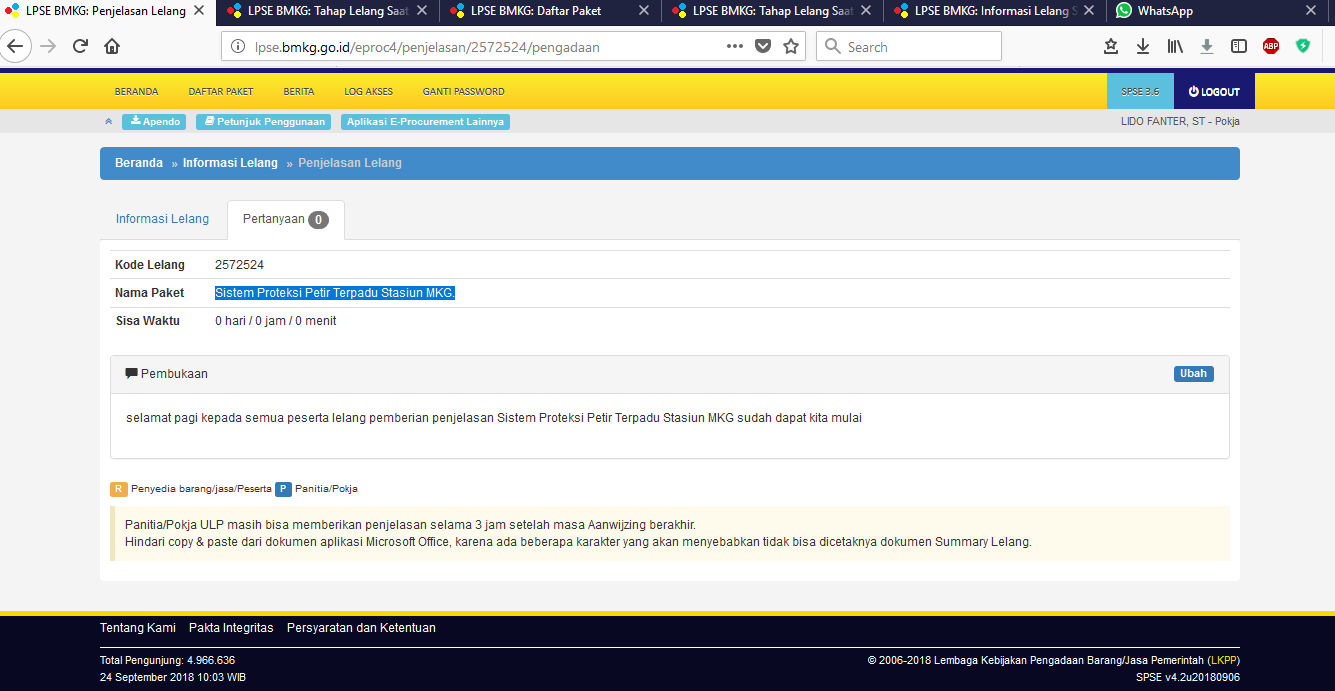 LPSE BMKG: Penjelasan Lelang
LPSE BMKG: Tahap Lelang Saat
LPSE BMKG: Daftar Paket
LPSE BMKG: Tahap Lelang Saat
LPSE BMKG: Informasi Lelang S
WhatsApp
lpse.bmkg.go.id/eproc4/penjelasan/2572524/pengadaan
Search
ABP
BERANDA DAFTAR PAKET BERITA LOG AKSES GANTI PASSWORD SPSE 3.6 LOGOUT
Apendo Petunjuk Penggunaan Aplikasi E-Procurement Lainnya LIDO FANTER, ST - Pokja
Beranda » Informasi Lelang » Penjelasan Lelang
Informasi Lelang Pertanyaan 0
Kode Lelang 2572524
Nama Paket Sistem Proteksi Petir Terpadu Stasiun MKG.
Sisa Waktu 0 hari / 0 jam / 0 menit
Pembukaan Ubah
selamat pagi kepada semua peserta lelang pemberian penjelasan Sistem Proteksi Petir Terpadu Stasiun MKG sudah dapat kita mulai
R Penyedia barang/jasa/Peserta P Panitia/Pokja
Panitia/Pokja ULP masih bisa memberikan penjelasan selama 3 jam setelah masa Aanwijzing berakhir.
Hindari copy & paste dari dokumen aplikasi Microsoft Office, karena ada beberapa karakter yang akan menyebabkan tidak bisa dicetaknya dokumen Summary Lelang.
Tentang Kami Pakta Integritas Persyaratan dan Ketentuan
Total Pengunjung: 4.966.636 © 2006-2018 Lembaga Kebijakan Pengadaan Barang/Jasa Pemerintah (LKPP)
24 September 2018 10:03 WIB SPSE v4.2u20180906